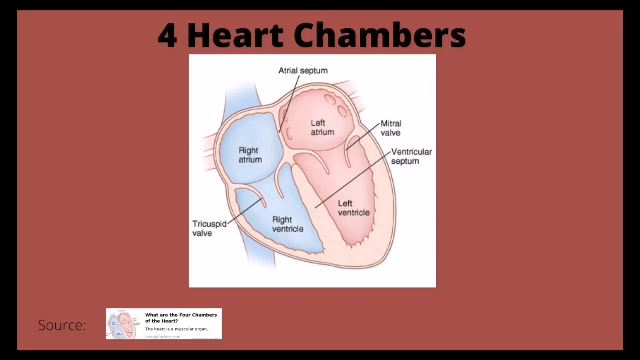 4 Heart Chambers
Atrial septum
Left
atrium
Mitral
valve
Right
atrium
Ventricular
septum
Left
ventricle
Tricuspid
valve
Right
ventricle
Source:
What are the Four Chambers
of the Heart?
The heart is a muscular organ...